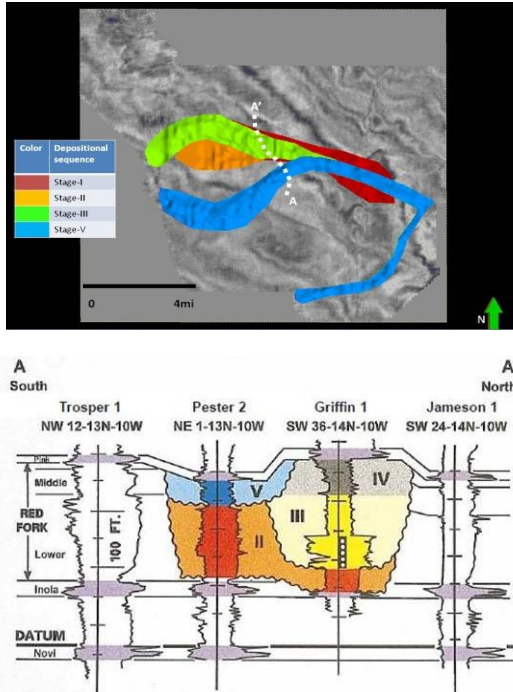 A'
Color Depositional sequence
Stage-I
Stage-II
Stage-III
Stage-V
A
0 4mi
N
A A
South North
Trosper 1 Pester 2 Griffin 1 Jameson 1
NW 12-13N-10W NE 1-13N-10W SW 36-14N-10W SW 24-14N-10W
Pink
Middle
V IV
RED FORK
100 FT.
III
II
Lower
Inola
DATUM
Novi